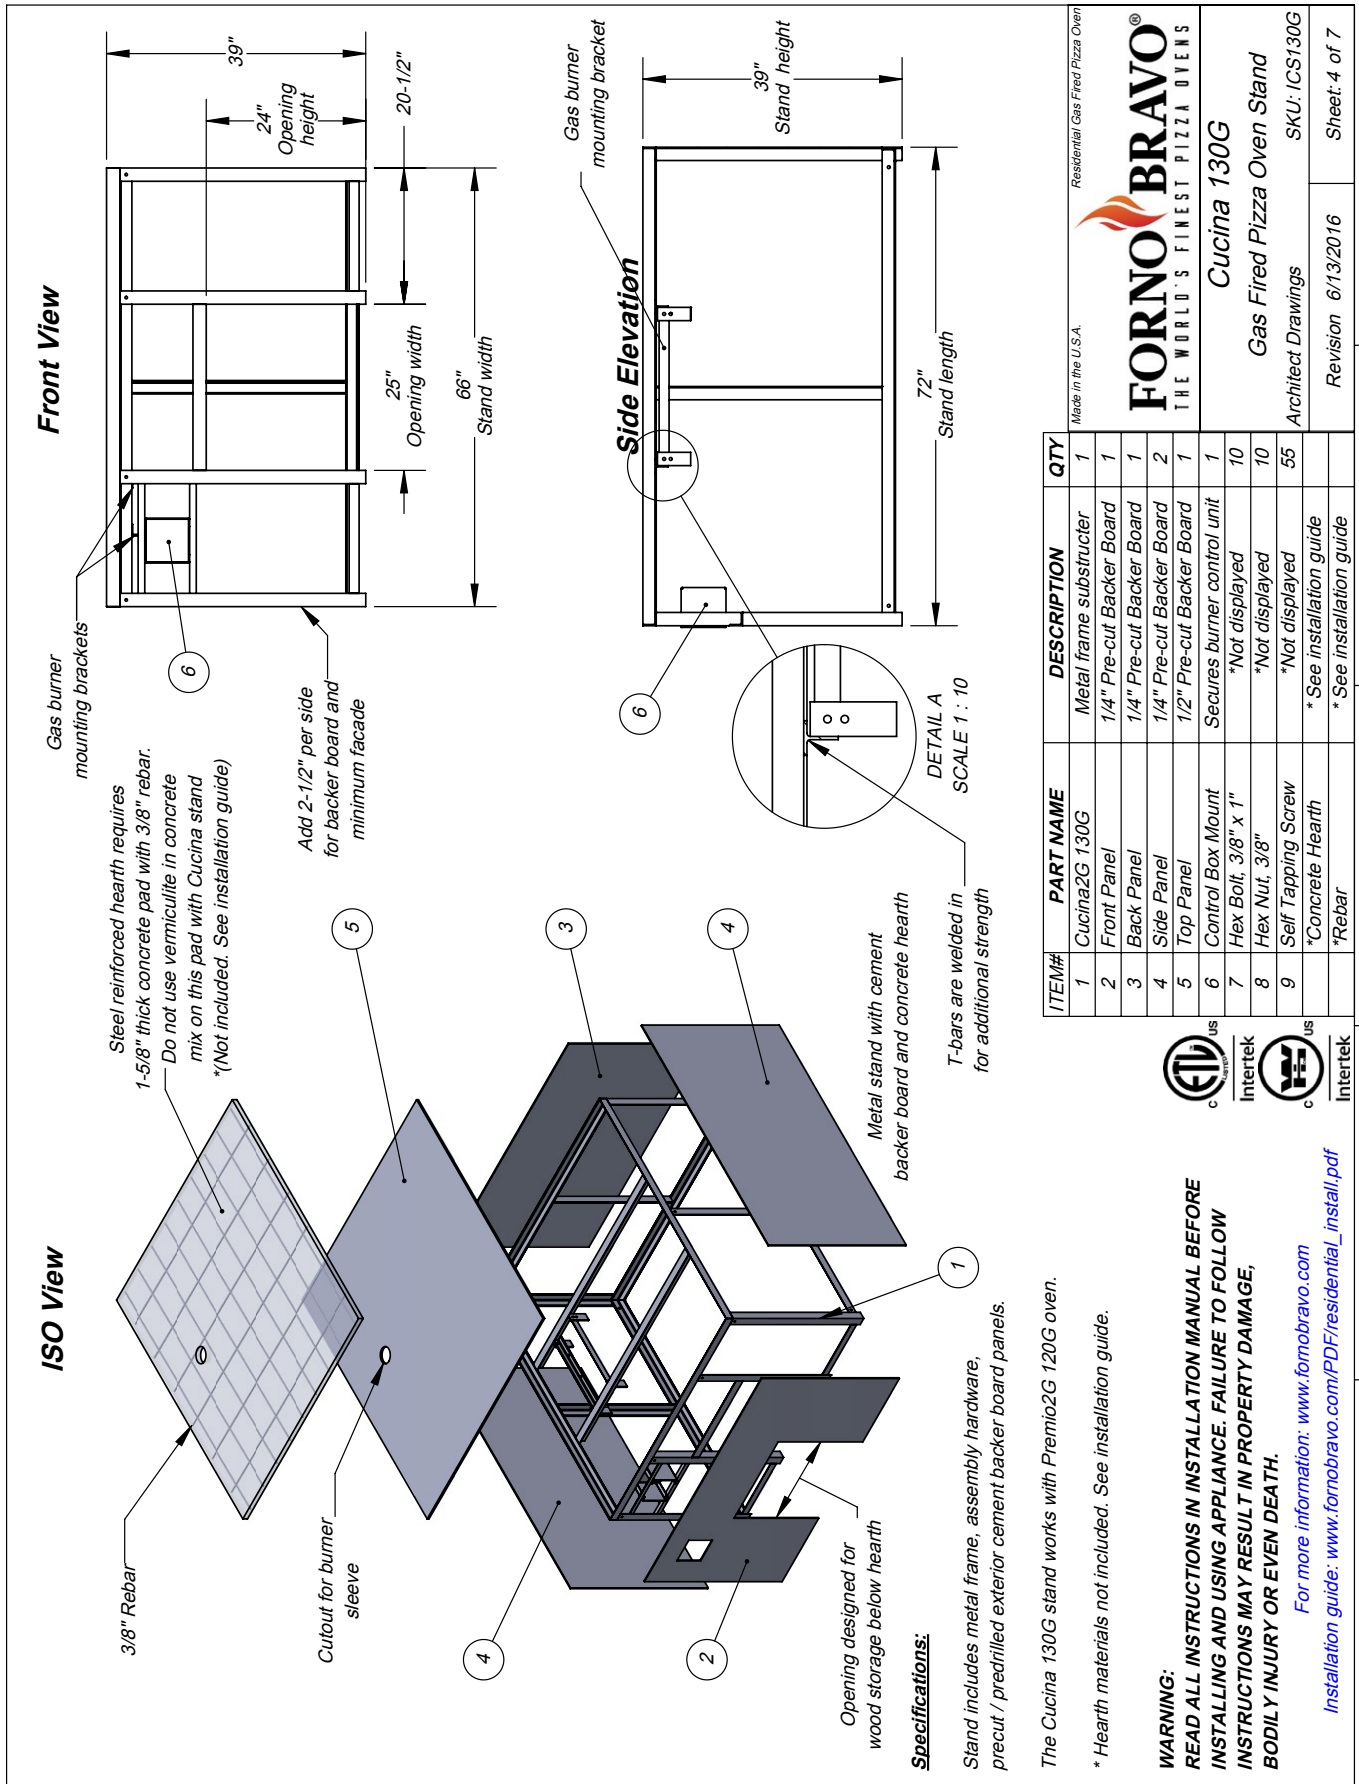 ISO View
Front View
3/8" Rebar
Cutout for burner
sleeve
Steel reinforced hearth requires
1-5/8" thick concrete pad with 3/8" rebar.
Do not use vermiculite in concrete
mix on this pad with Cucina stand
*(Not included. See installation guide)
5
3
4
4
2
1
Metal stand with cement
backer board and concrete hearth
Opening designed for
wood storage below hearth
Gas burner
mounting brackets
6
Add 2-1/2" per side
for backer board and
minimum facade
39"
24"
Opening
height
20-1/2"
25"
Opening width
66"
Stand width
Side Elevation
Gas burner
mounting bracket
39"
Stand height
72"
Stand length
6
DETAIL A
SCALE 1 : 10
T-bars are welded in
for additional strength
Specifications:
Stand includes metal frame, assembly hardware,
precut / predrilled exterior cement backer board panels.
The Cucina 130G stand works with Premio2G 120G oven.
* Hearth materials not included. See installation guide.
WARNING:
READ ALL INSTRUCTIONS IN INSTALLATION MANUAL BEFORE
INSTALLING AND USING APPLIANCE. FAILURE TO FOLLOW
INSTRUCTIONS MAY RESULT IN PROPERTY DAMAGE,
BODILY INJURY OR EVEN DEATH.
For more information: www.fornobravo.com
Installation guide: www.fornobravo.com/PDF/residential_install.pdf
C ETL US
LISTED
Intertek
C WH US
Intertek
ITEM# PART NAME DESCRIPTION QTY
1 Cucina2G 130G Metal frame substructer 1
2 Front Panel 1/4" Pre-cut Backer Board 1
3 Back Panel 1/4" Pre-cut Backer Board 1
4 Side Panel 1/4" Pre-cut Backer Board 2
5 Top Panel 1/2" Pre-cut Backer Board 1
6 Control Box Mount Secures burner control unit 1
7 Hex Bolt, 3/8" x 1" *Not displayed 10
8 Hex Nut, 3/8" *Not displayed 10
9 Self Tapping Screw *Not displayed 55
*Concrete Hearth * See installation guide
*Rebar * See installation guide
Made in the U.S.A. Residential Gas Fired Pizza Oven
FORNO BRAVO®
THE WORLD'S FINEST PIZZA OVENS
Cucina 130G
Gas Fired Pizza Oven Stand
Architect Drawings SKU: ICS130G
Revision 6/13/2016 Sheet: 4 of 7